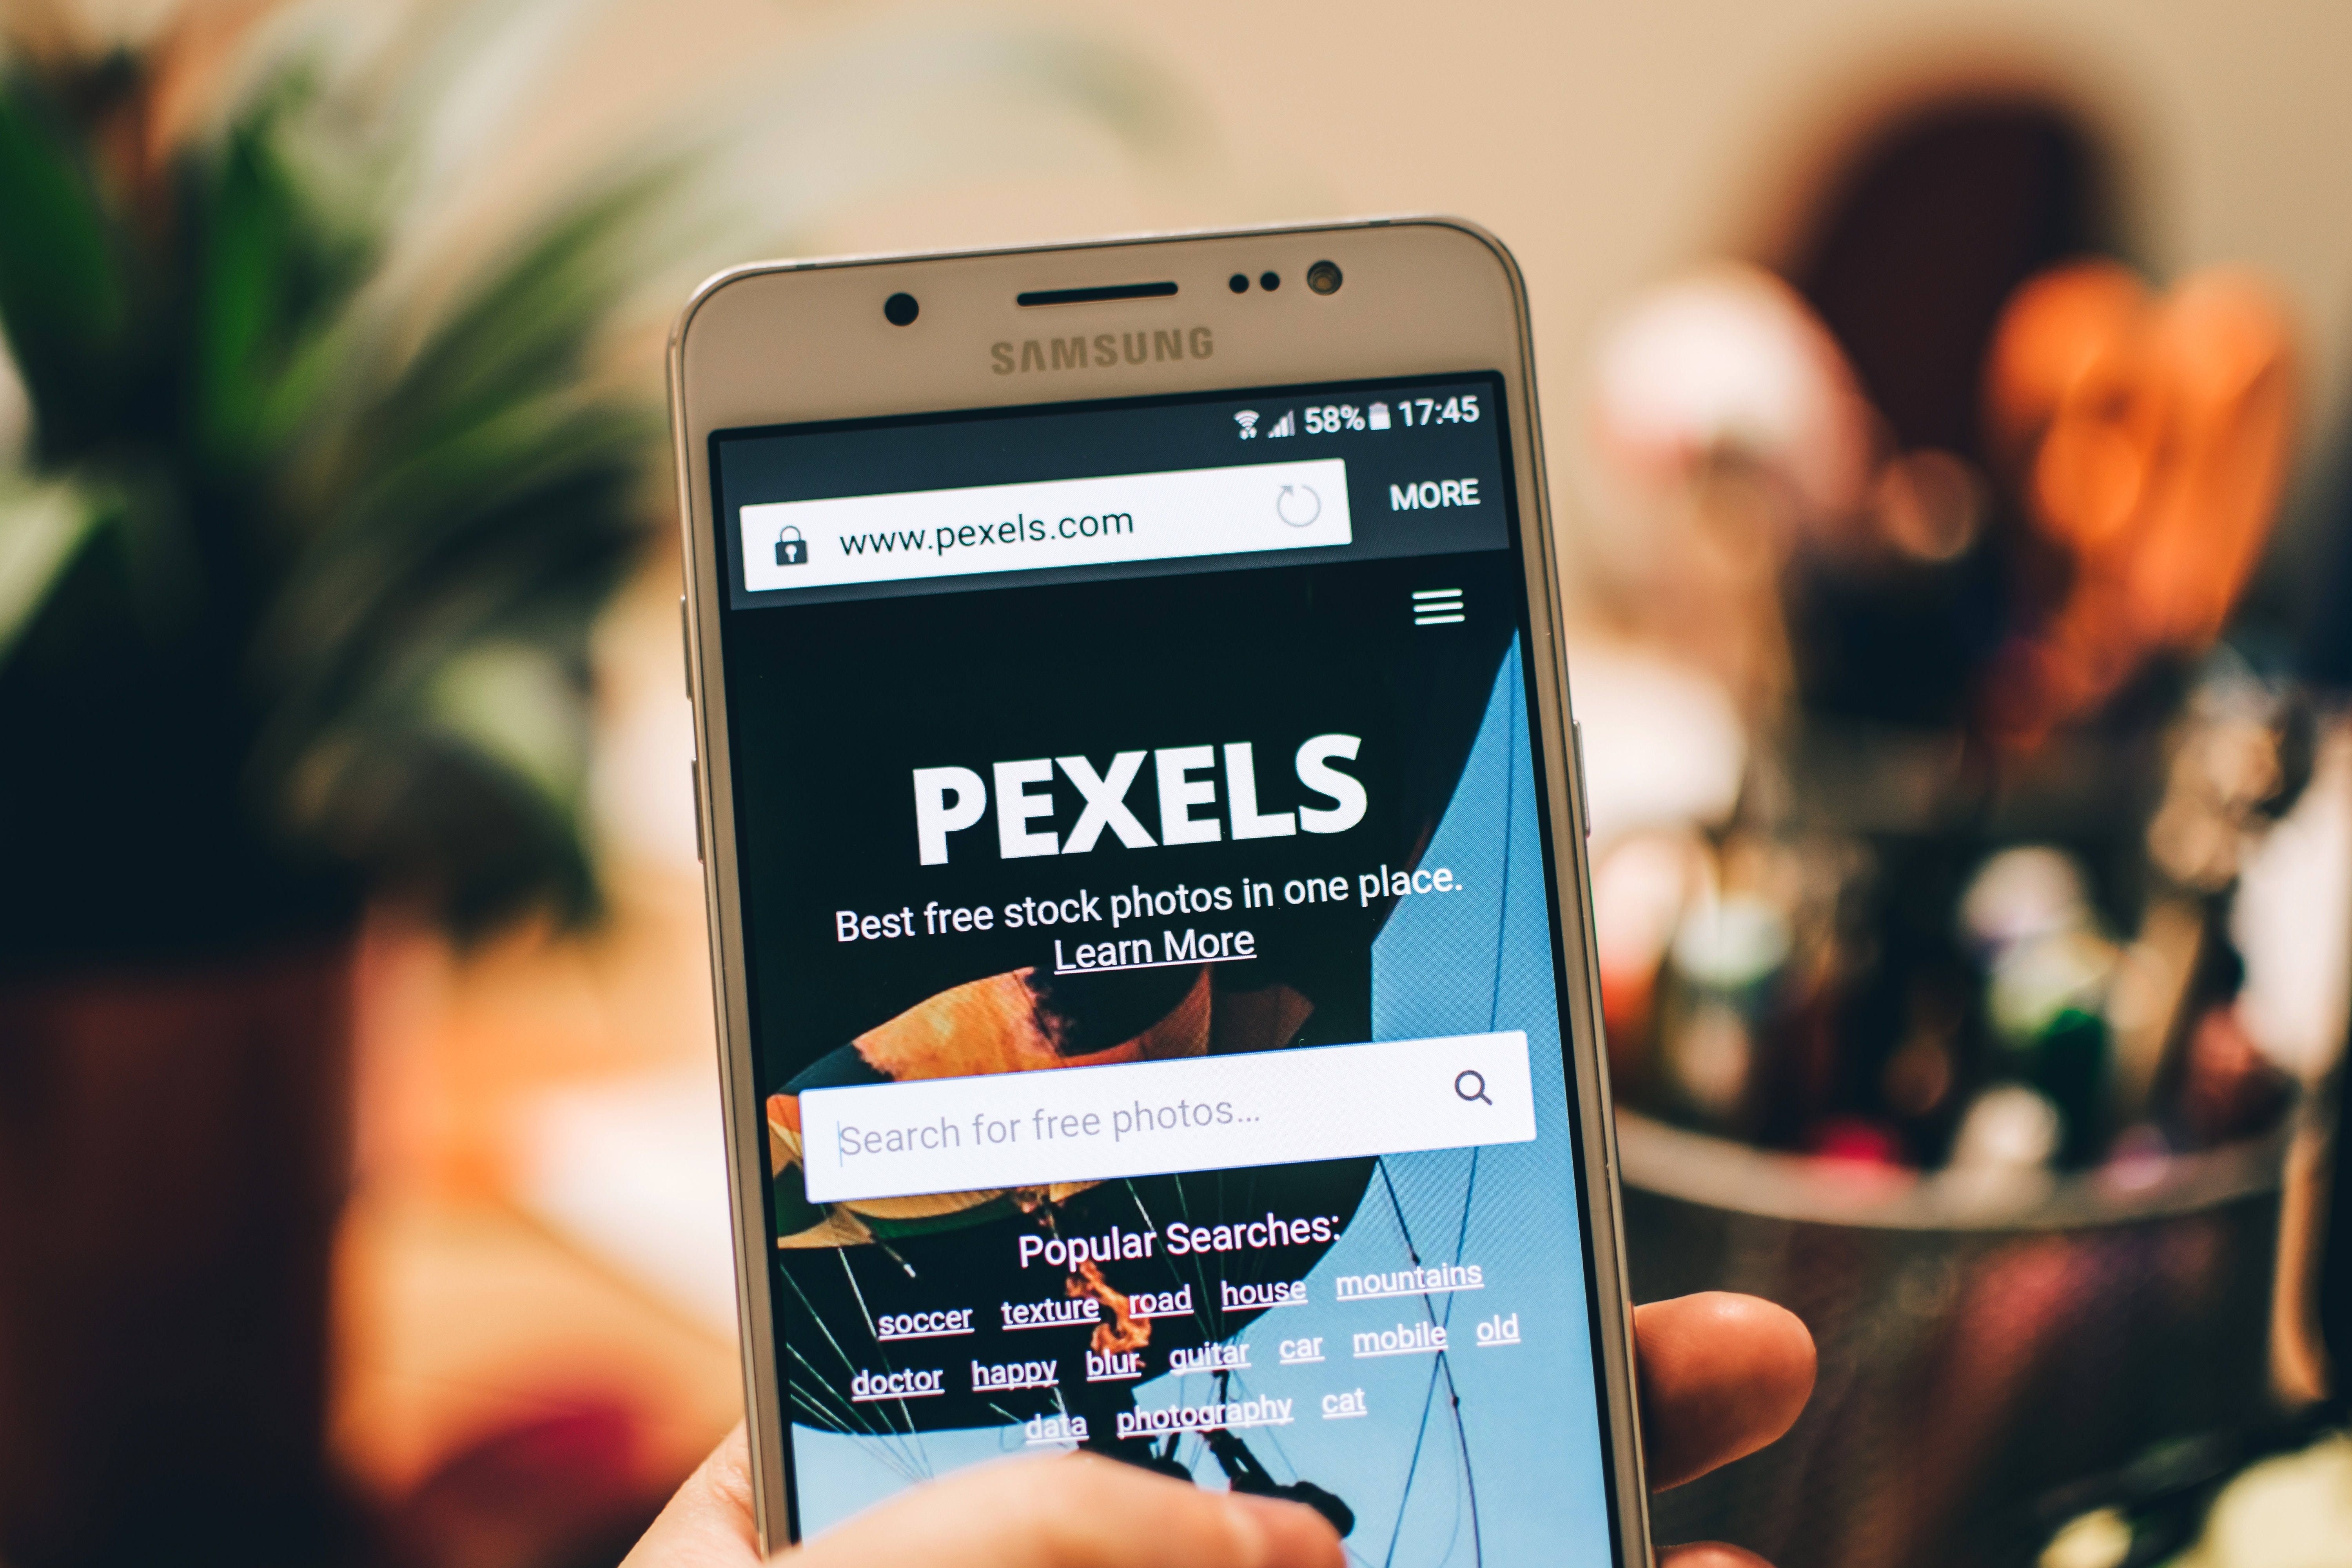 SAMSUNG
58% 17:45
www.pexels.com MORE
PEXELS
Best free stock photos in one place.
Learn More
Search for free photos...
Popular Searches:
soccer texture road house mountains
doctor happy blur guitar car mobile old
data photography cat